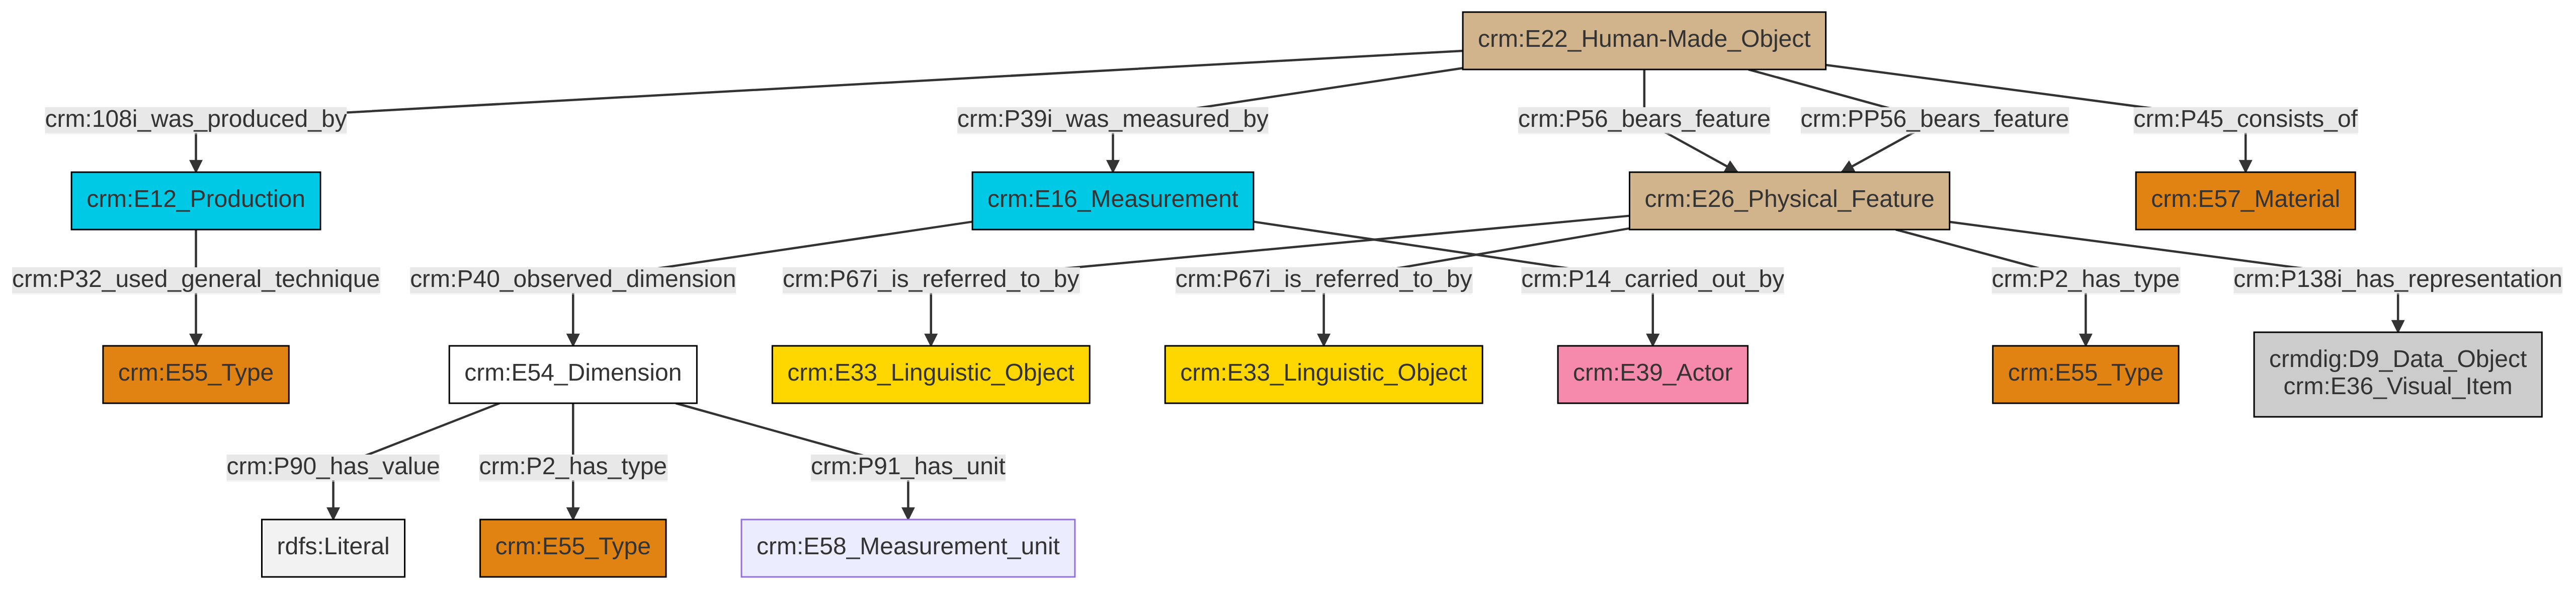 crm:E22_Human-Made_Object
crm:108i_was_produced_by
crm:P39i_was_measured_by
crm:P56_bears_feature
crm:PP56_bears_feature
crm:P45_consists_of
crm:E12_Production
crm:E16_Measurement
crm:E26_Physical_Feature
crm:E57_Material
crm:P32_used_general_technique
crm:P40_observed_dimension
crm:P67i_is_referred_to_by
crm:P67i_is_referred_to_by
crm:P14_carried_out_by
crm:P2_has_type
crm:P138i_has_representation
crm:E55_Type
crm:E54_Dimension
crm:E33_Linguistic_Object
crm:E33_Linguistic_Object
crm:E39_Actor
crm:E55_Type
crmdig:D9_Data_Object
crm:E36_Visual_Item
crm:P90_has_value
crm:P2_has_type
crm:P91_has_unit
rdfs:Literal
crm:E55_Type
crm:E58_Measurement_unit